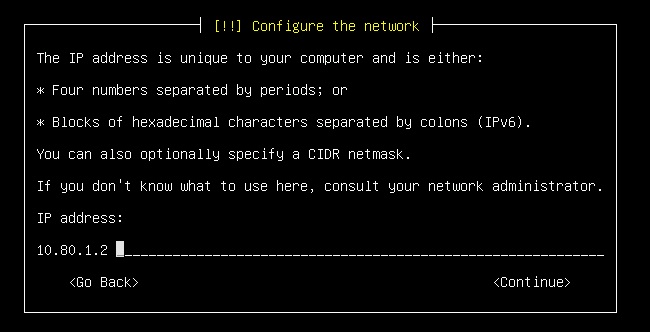 [!!] Configure the network
The IP address is unique to your computer and is either:
* Four numbers separated by periods; or
* Blocks of hexadecimal characters separated by colons (IPv6).
You can also optionally specify a CIDR netmask.
If you don't know what to use here, consult your network administrator.
IP address:
10.80.1.2
<Go Back> <Continue>